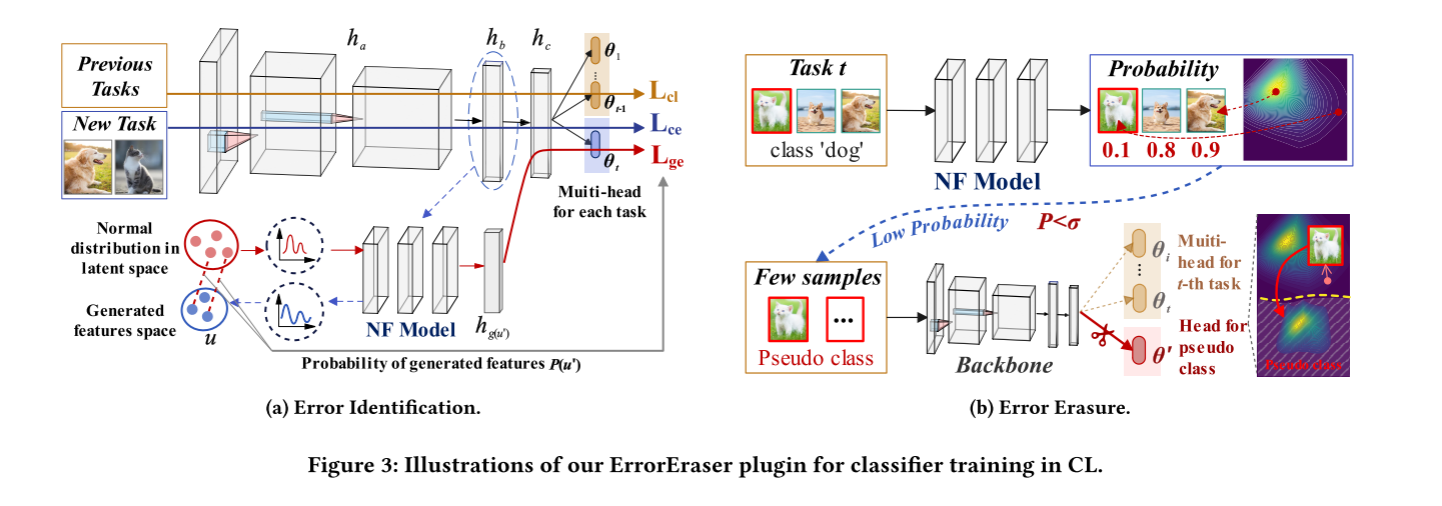 Previous
Tasks
New Task
h_a
h_b
h_c
θ_1
...
θ_t-1
θ_t
L_cl
L_ce
L_ge
Muiti-head
for each task
Normal
distribution in
latent space
Generated
features space
u
NF Model
h_g(u')
Probability of generated features P(u')
(a) Error Identification.
Task t
class 'dog'
NF Model
Probability
0.1 0.8 0.9
Low Probability
P<σ
Few samples
...
Pseudo class
Backbone
θ_i
...
θ_t
θ'
Muiti-
head for
t-th task
Head for
pseudo
class
Pseudo class
(b) Error Erasure.
Figure 3: Illustrations of our ErrorEraser plugin for classifier training in CL.